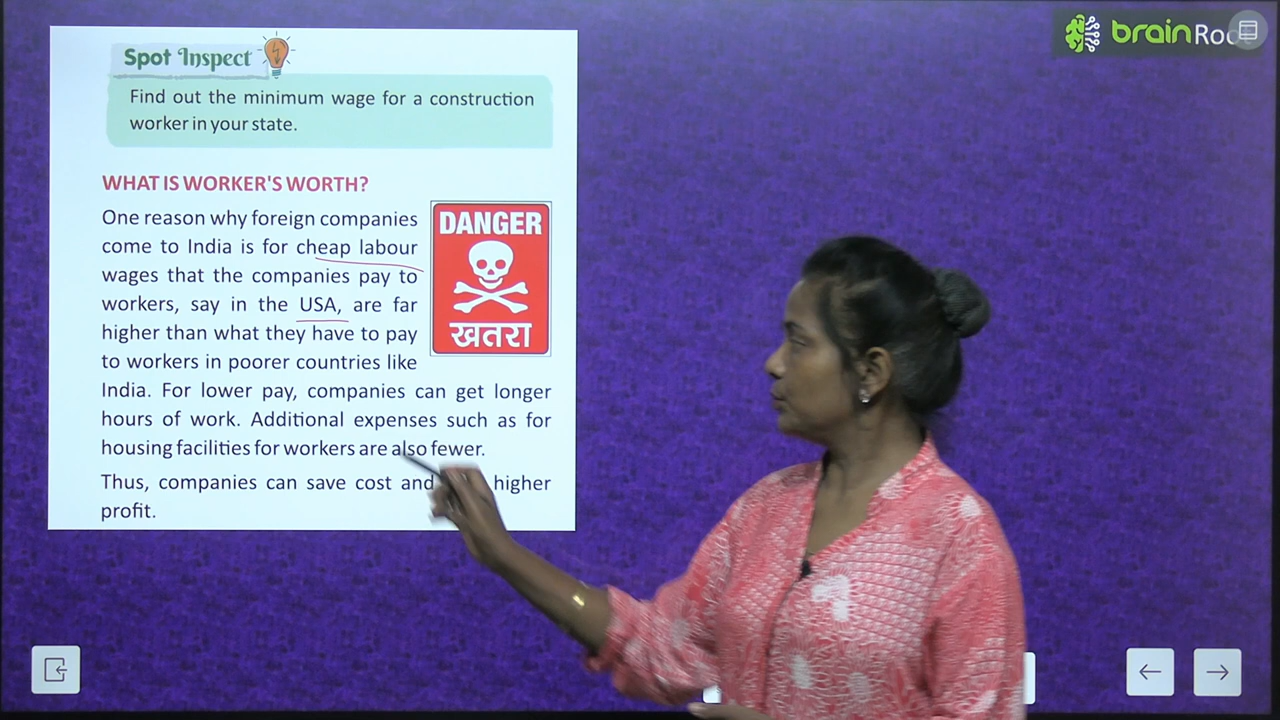 Spot Inspect
Find out the minimum wage for a construction
worker in your state.
WHAT IS WORKER'S WORTH?
One reason why foreign companies
come to India is for cheap labour
wages that the companies pay to
workers, say in the USA, are far
higher than what they have to pay
to workers in poorer countries like
India. For lower pay, companies can get longer
hours of work. Additional expenses such as for
housing facilities for workers are also fewer.
Thus, companies can save cost and higher
profit.
DANGER
खतरा
brain